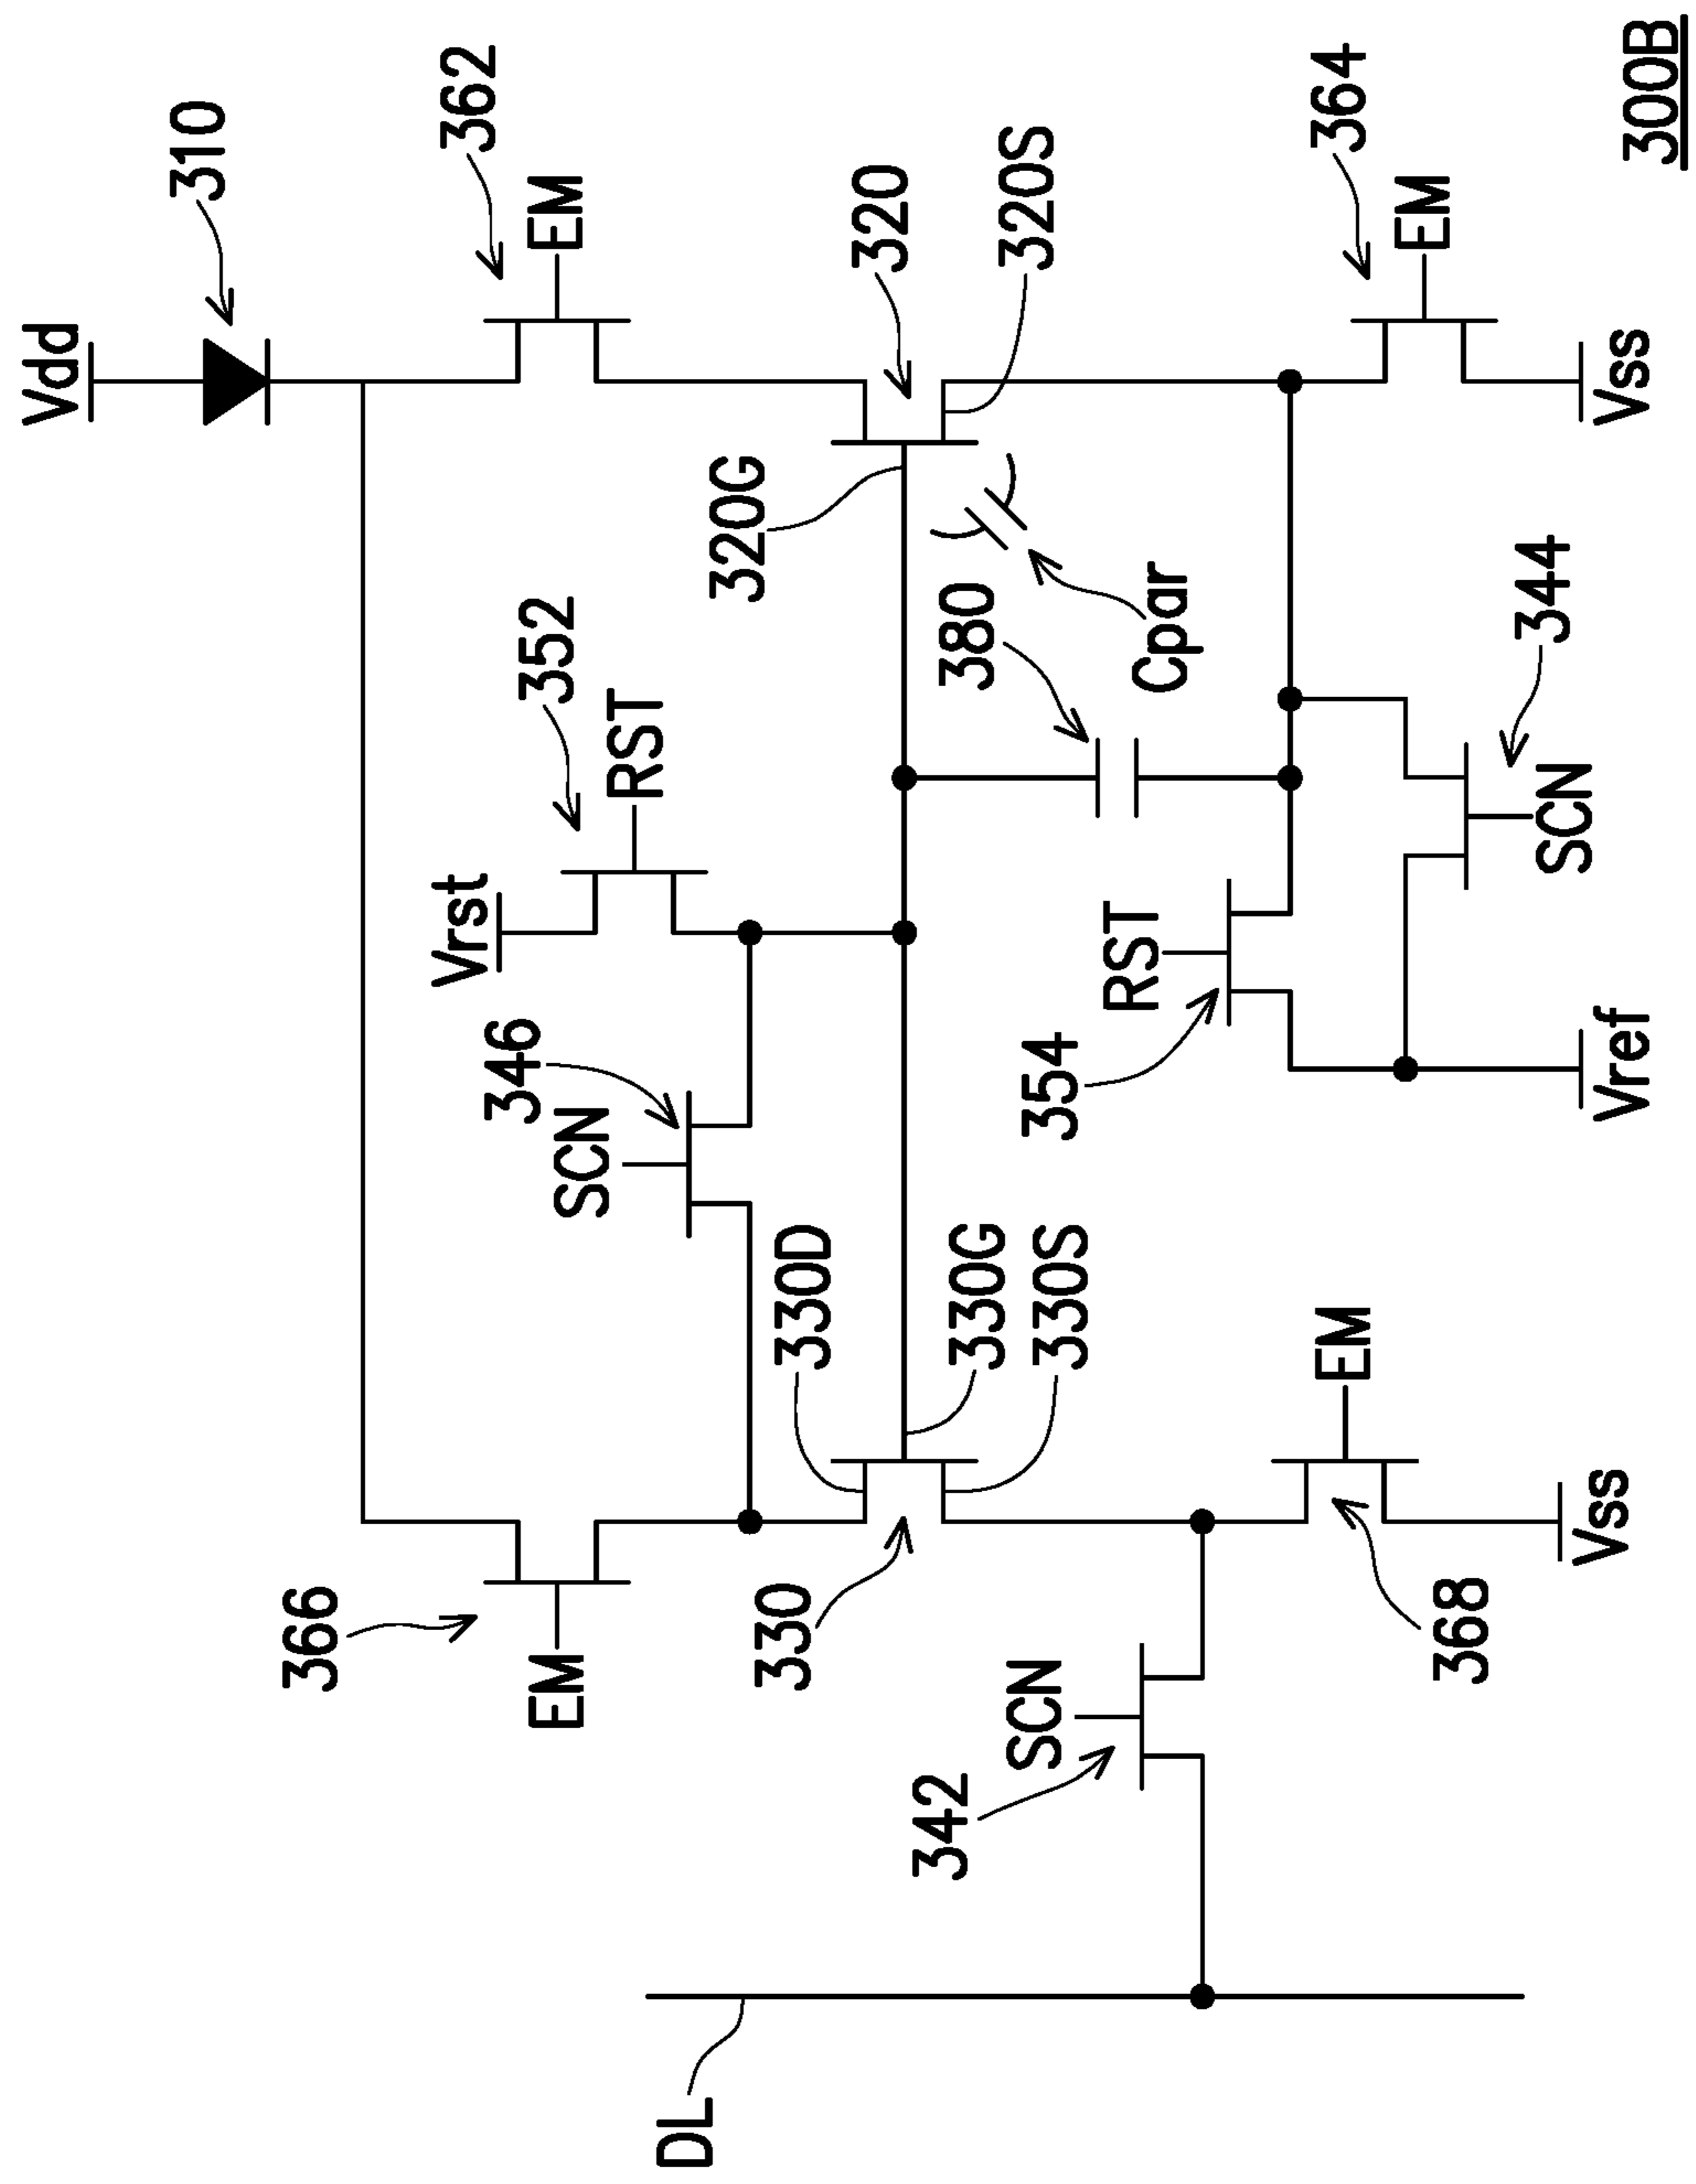 Vdd
310
366
Vrst
362
346
352
EM
EM
SCN
RST
DL
320G
330
330D
320
342
380
330G
320S
SCN
354
330S
RST
Cpar
EM
364
EM
368
344
SCN
Vss
Vref
Vss
300B